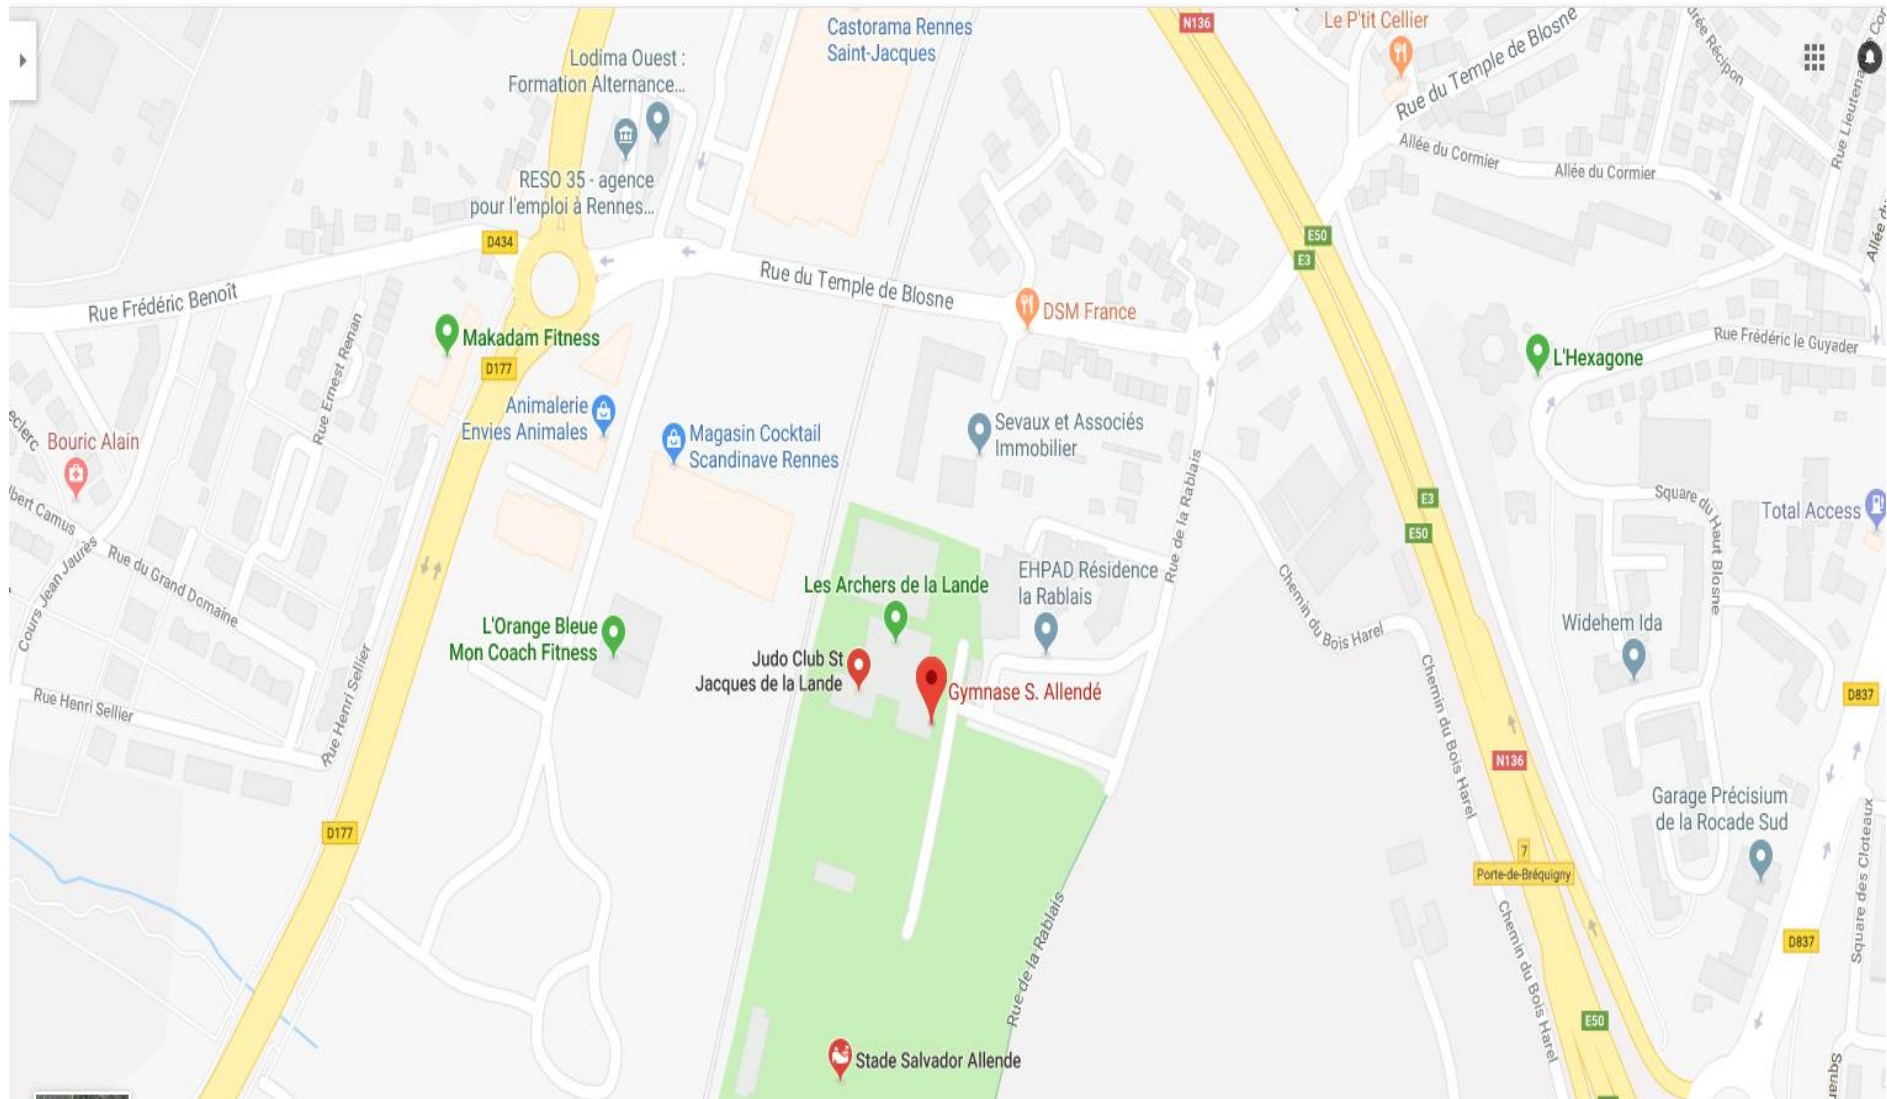 N136
Le P'tit Cellier
Castorama Rennes
Saint-Jacques
Rue du Temple de Blosne
Lodima Ouest :
Formation Alternance...
Allée du Cormier
Allée du Cormier
RESO 35 - agence
pour l'emploi à Rennes...
D434
E50
E3
Rue du Temple de Blosne
Rue Frédéric Benoît
DSM France
Makadam Fitness
Rue Frédéric le Guyader
L'Hexagone
D177
Rue Ernest Renan
Animalerie
Envies Animales
Bouric Alain
Magasin Cocktail
Scandinave Rennes
Sevaux et Associés
Immobilier
Rue de la Rablais
E3
Square du Haut Blosne
Total Access
E50
Rue du Grand Domaine
Cours Jean Jaurès
EHPAD Résidence
la Rablais
Les Archers de la Lande
Chemin du Bois Harel
L'Orange Bleue
Mon Coach Fitness
Widehem Ida
Judo Club St
Jacques de la Lande
Gymnase S. Allendé
Rue Henri Sellier
Rue Henri Sellier
D837
Chemin du Bois Harel
N136
Garage Précisium
de la Rocade Sud
D177
7
Porte-de-Bréquigny
Square des Cloteaux
Rue de la Rablais
Chemin du Bois Harel
D837
E50
Stade Salvador Allende